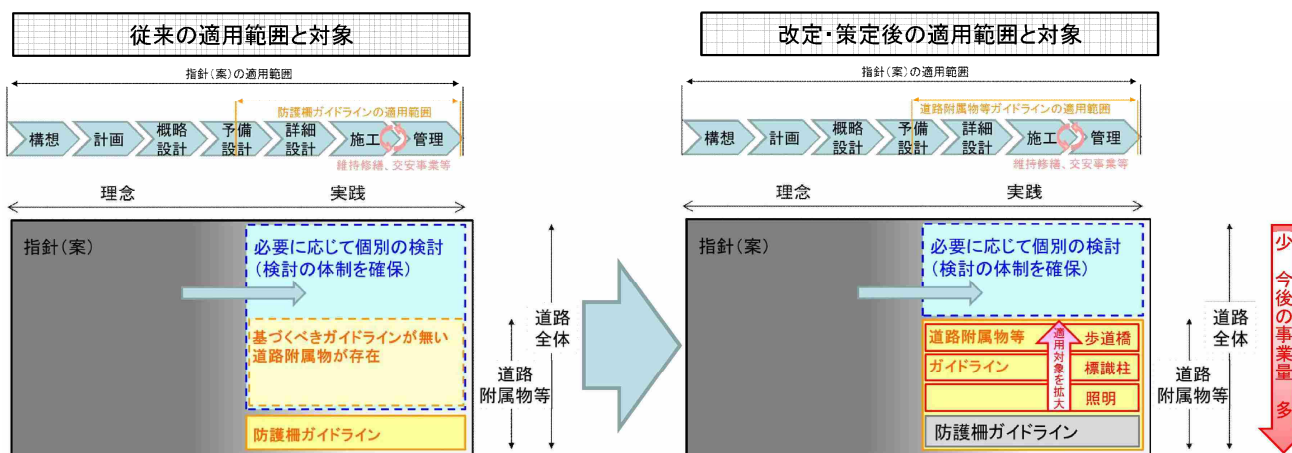 従来の適用範囲と対象
指針(案)の適用範囲
防護柵ガイドラインの適用範囲
構想
計画
概略
設計
予備
設計
詳細
設計
施工
管理
維持修繕、交安事業等
理念
実践
指針(案)
必要に応じて個別の検討
(検討の体制を確保)
基づくべきガイドラインが無い
道路附属物が存在
防護柵ガイドライン
道路
全体
道路
附属物等
改定・策定後の適用範囲と対象
指針(案)の適用範囲
道路附属物等ガイドラインの適用範囲
構想
計画
概略
設計
予備
設計
詳細
設計
施工
管理
維持修繕、交安事業等
理念
実践
指針(案)
必要に応じて個別の検討
(検討の体制を確保)
道路附属物等
ガイドライン
適用対象を拡大
歩道橋
標識柱
照明
防護柵ガイドライン
道路
全体
道路
附属物等
少 今後の事業量 多